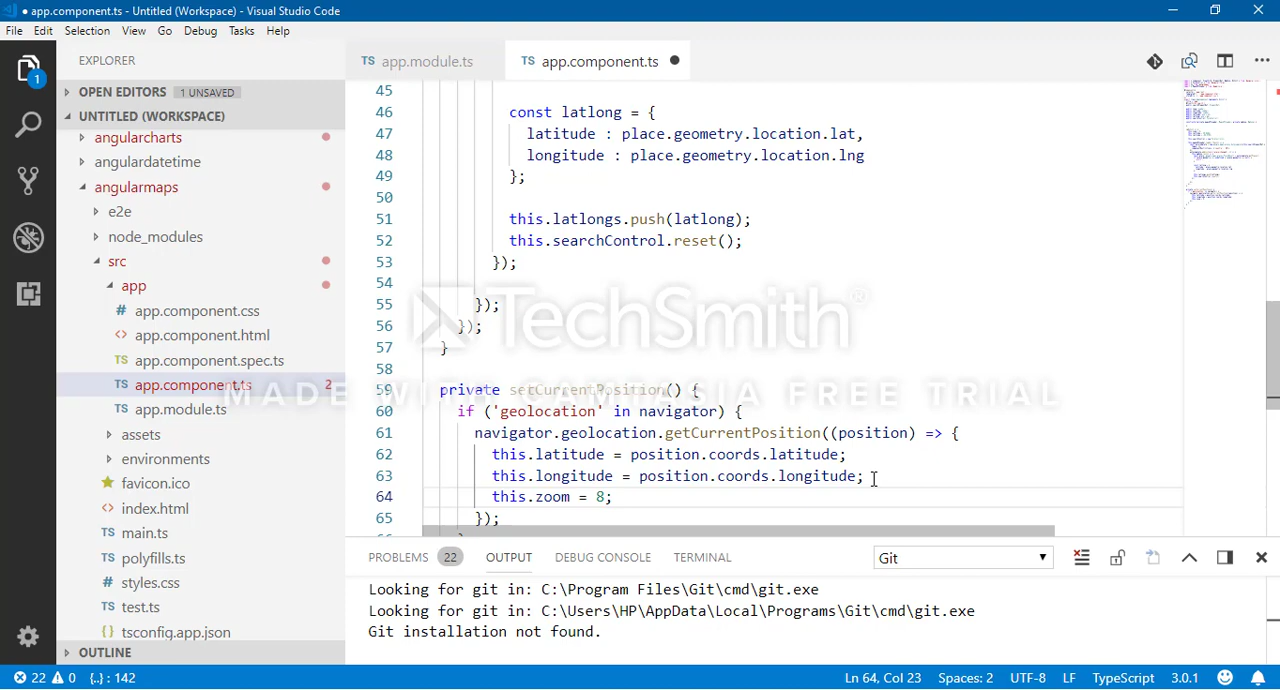 app.component.ts - Untitled (Workspace) - Visual Studio Code
File Edit Selection View Go Debug Tasks Help
1
EXPLORER
OPEN EDITORS 1 UNSAVED
UNTITLED (WORKSPACE)
angularcharts
angulardatetime
angularmaps
e2e
node_modules
src
app
# app.component.css
<> app.component.html
TS app.component.spec.ts
TS app.component.ts 2
TS app.module.ts
assets
environments
favicon.ico
<> index.html
TS main.ts
TS polyfills.ts
# styles.css
TS test.ts
{} tsconfig.app.json
OUTLINE
TS app.module.ts TS app.component.ts
45
46 const latlong = {
47 latitude : place.geometry.location.lat,
48 longitude : place.geometry.location.lng
49 };
50
51 this.latlongs.push(latlong);
52 this.searchControl.reset();
53 });
54
55 });
56 });
57 }
58
59 private setCurrentPosition() {
60 if ('geolocation' in navigator) {
61 navigator.geolocation.getCurrentPosition((position) => {
62 this.latitude = position.coords.latitude;
63 this.longitude = position.coords.longitude;
64 this.zoom = 8;
65 });
TechSmith®
MADE WITH CAMTASIA FREE TRIAL
PROBLEMS 22 OUTPUT DEBUG CONSOLE TERMINAL Git
Looking for git in: C:\Program Files\Git\cmd\git.exe
Looking for git in: C:\Users\HP\AppData\Local\Programs\Git\cmd\git.exe
Git installation not found.
22 0 {..} : 142 Ln 64, Col 23 Spaces: 2 UTF-8 LF TypeScript 3.0.1